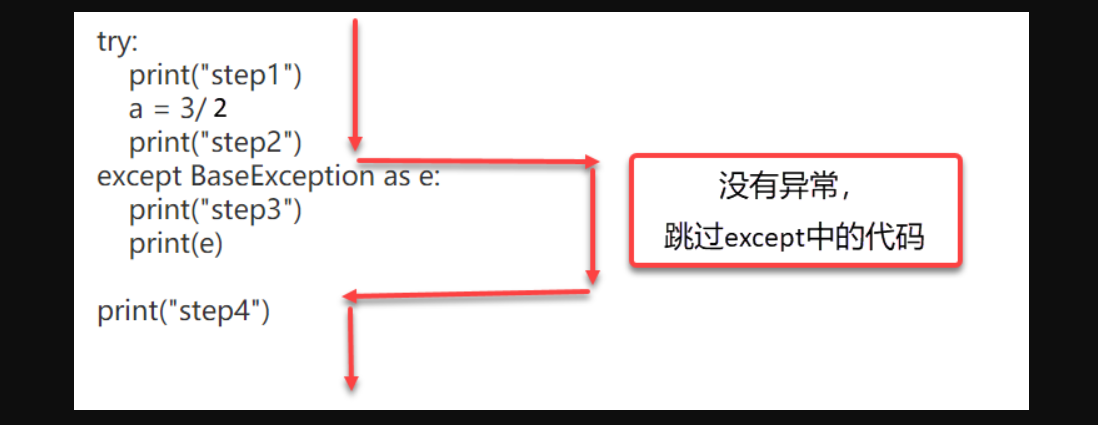 try:
    print("step1")
    a = 3/ 2
    print("step2")
except BaseException as e:
    print("step3")
    print(e)
没有异常，
跳过except中的代码
print("step4")